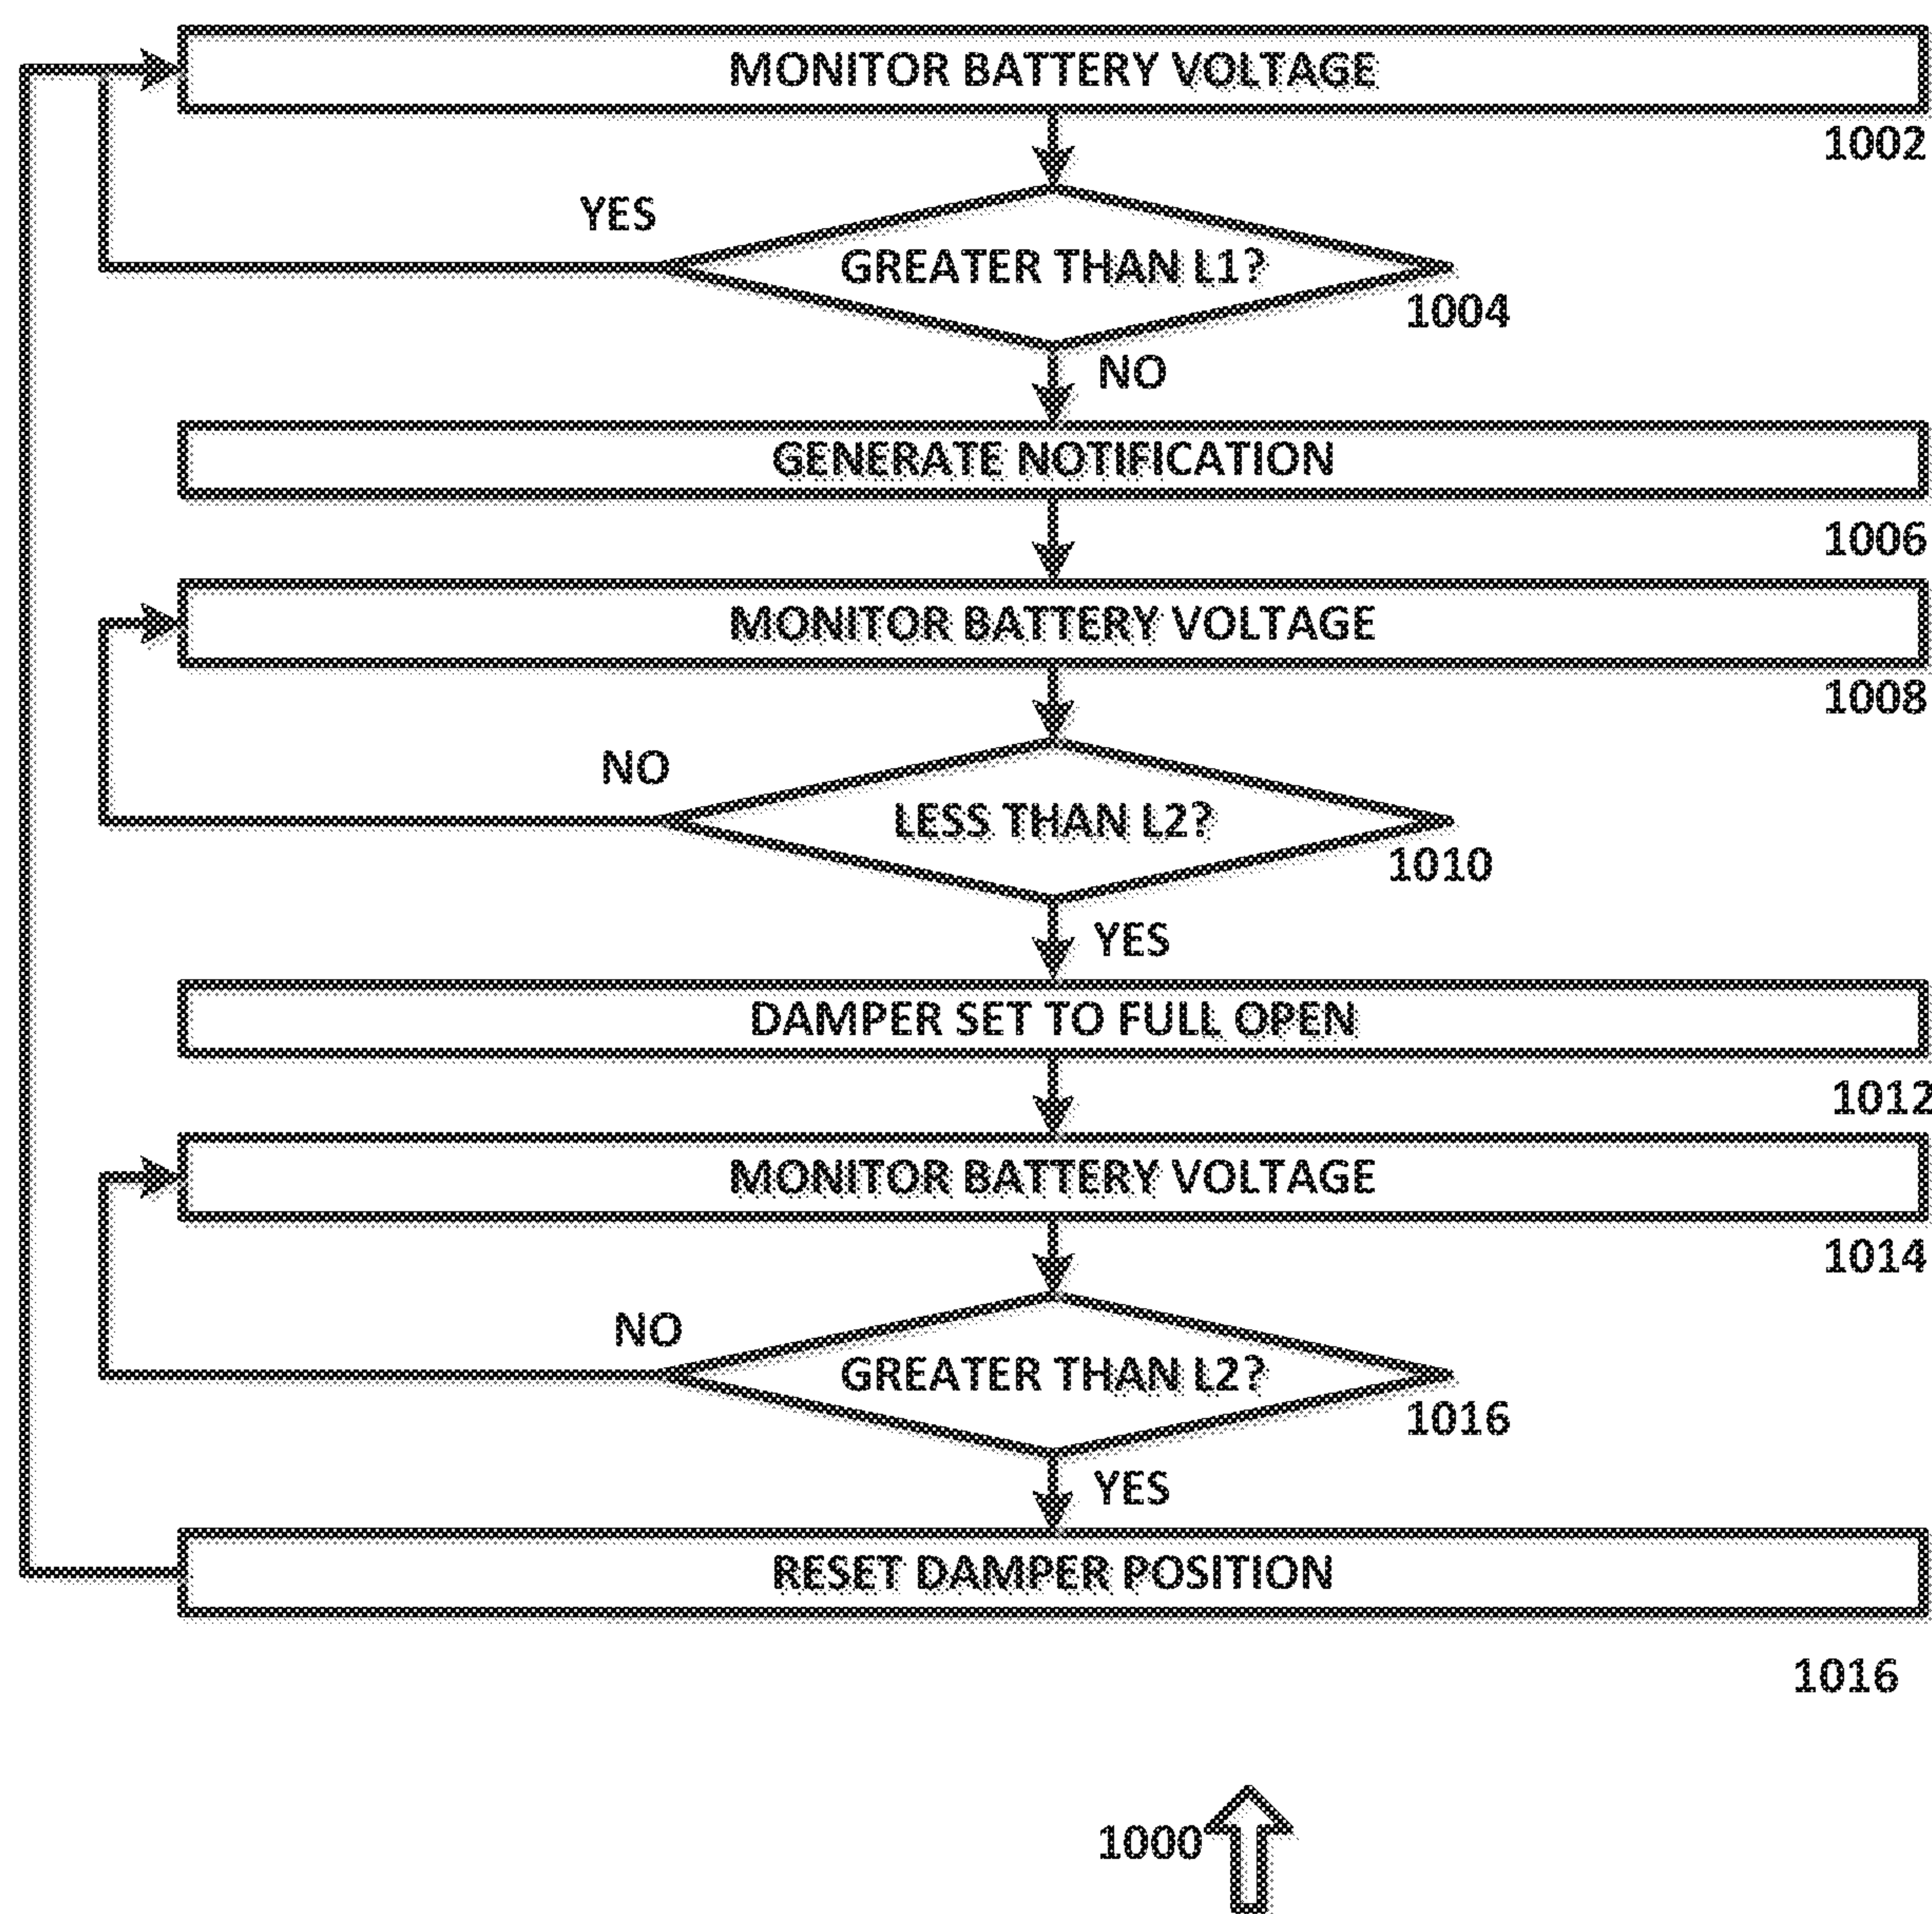 MONITOR BATTERY VOLTAGE
1002
YES
GREATER THAN L1?
1004
NO
GENERATE NOTIFICATION
1006
MONITOR BATTERY VOLTAGE
1008
NO
LESS THAN L2?
1010
YES
DAMPER SET TO FULL OPEN
1012
MONITOR BATTERY VOLTAGE
1014
NO
GREATER THAN L2?
1016
YES
RESET DAMPER POSITION
1016
1000